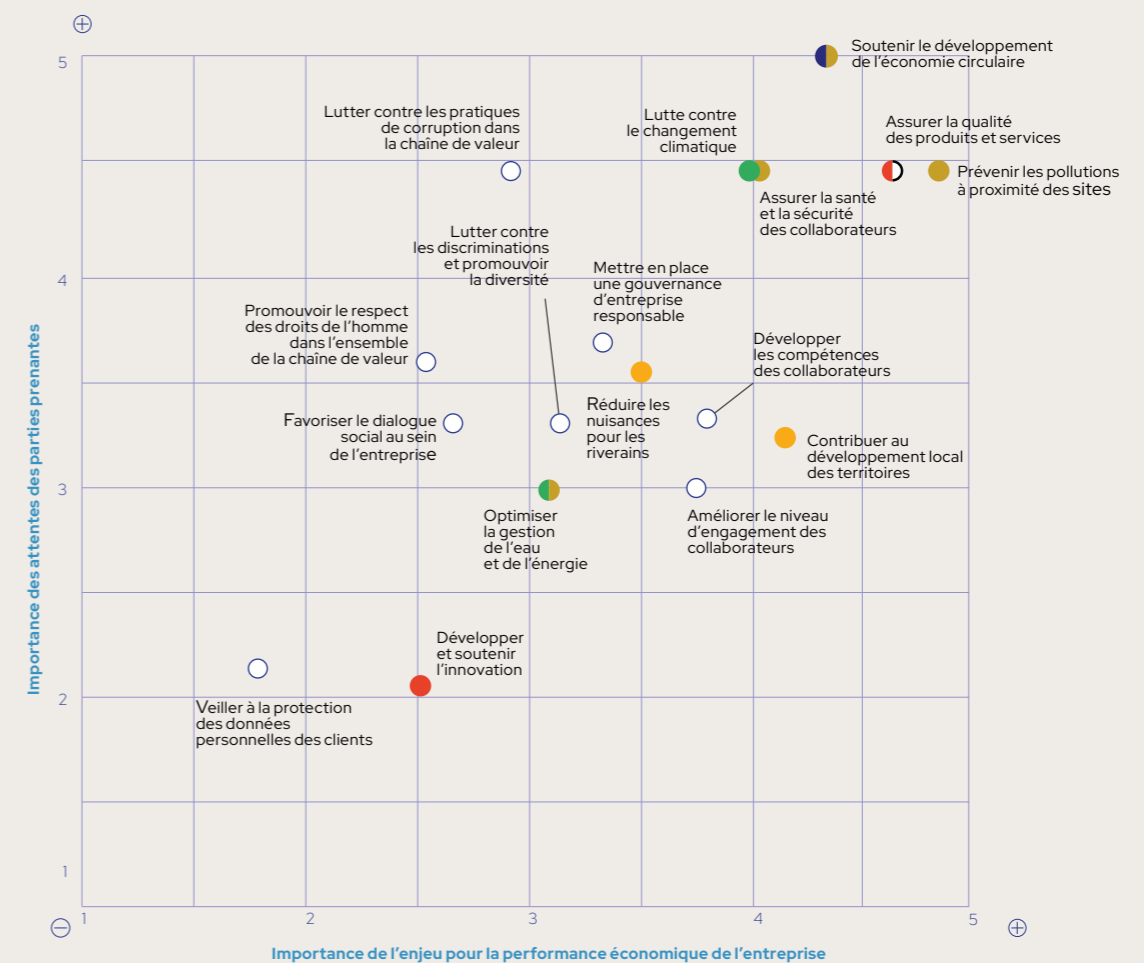 5
Soutenir le développement
de l'économie circulaire
Lutter contre les pratiques
de corruption dans
la chaîne de valeur
Lutte contre
le changement
climatique
Assurer la qualité
des produits et services
Prévenir les pollutions
à proximité des sites
Assurer la santé
et la sécurité
des collaborateurs
Lutter contre
les discriminations
et promouvoir
la diversité
4
Mettre en place
une gouvernance
d'entreprise
responsable
Promouvoir le respect
des droits de l'homme
dans l'ensemble
de la chaîne de valeur
Développer
les compétences
des collaborateurs
Favoriser le dialogue
social au sein
de l'entreprise
Réduire les
nuisances
pour les
riverains
Contribuer au
développement local
des territoires
3
Optimiser
la gestion
de l'eau
et de l'énergie
Améliorer le niveau
d'engagement des
collaborateurs
Développer
et soutenir
l'innovation
2
Veiller à la protection
des données
personnelles des clients
1
Importance des attentes des parties prenantes
1 2 3 4 5
Importance de l'enjeu pour la performance économique de l'entreprise